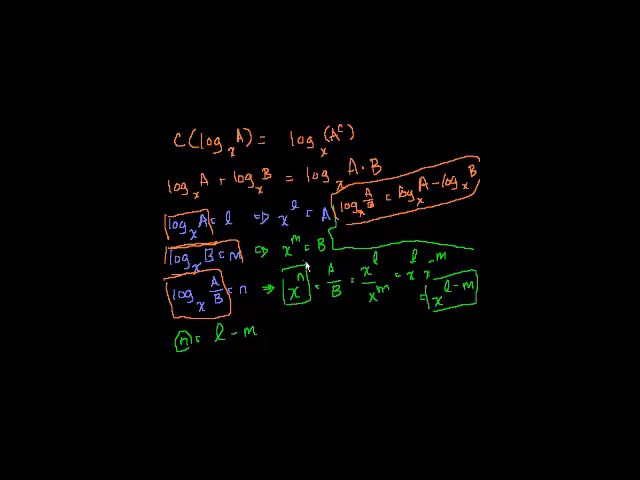 C(log_x A) = log_x(A^C)
log_x A + log_x B = log_x A · B
log_x A/B = log_x A - log_x B
log_x A = l ⇒ x^l = A
log_x B = m ⇒ x^m = B
log_x A/B = n ⇒ x^n = A/B = x^l/x^m = x^l x^-m
= x^l-m
n = l - m